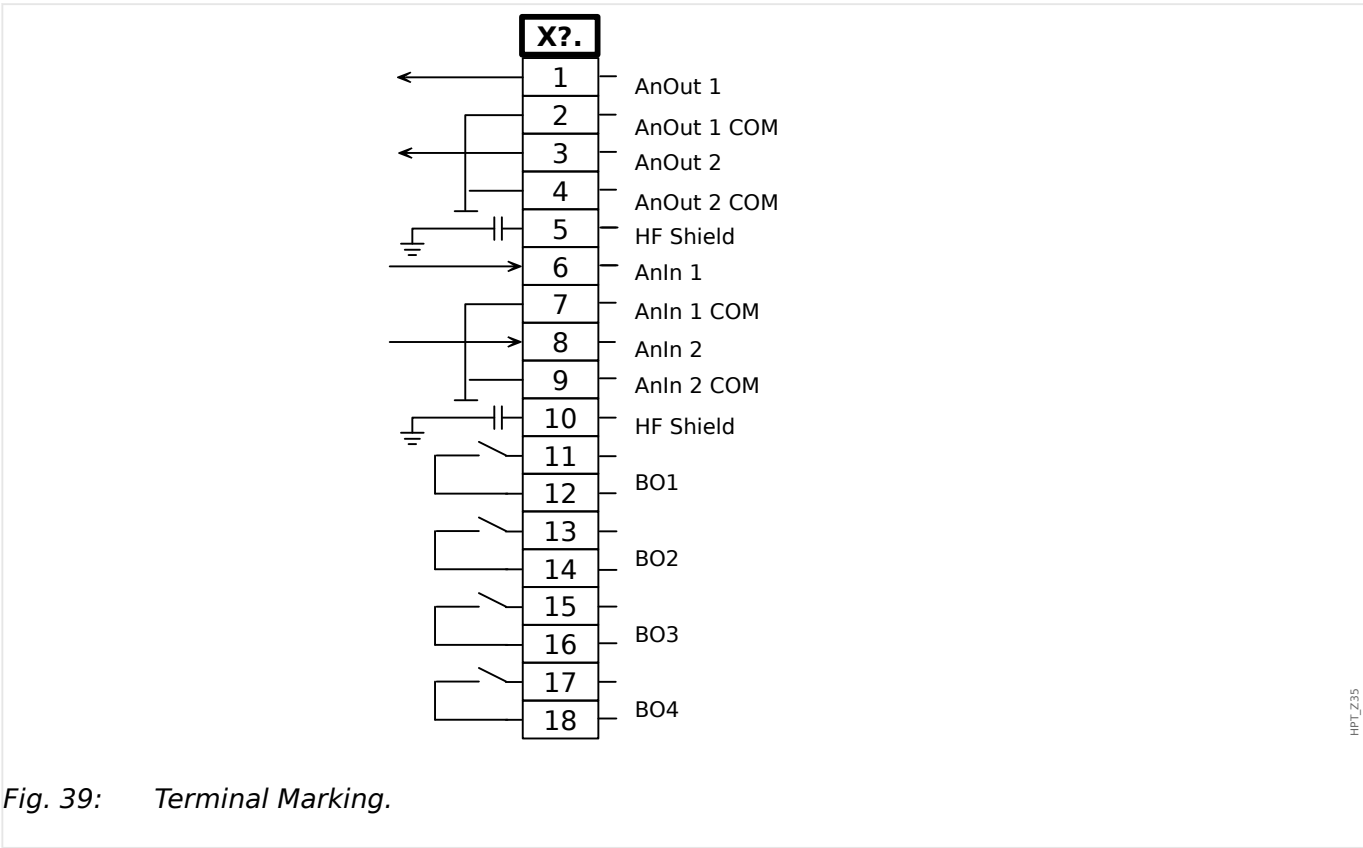 X?.
1 AnOut 1
2 AnOut 1 COM
3 AnOut 2
4 AnOut 2 COM
5 HF Shield
6 AnIn 1
7 AnIn 1 COM
8 AnIn 2
9 AnIn 2 COM
10 HF Shield
11
BO1
12
13
BO2
14
15
BO3
16
17
BO4
18
HPT_Z35
Fig. 39: Terminal Marking.